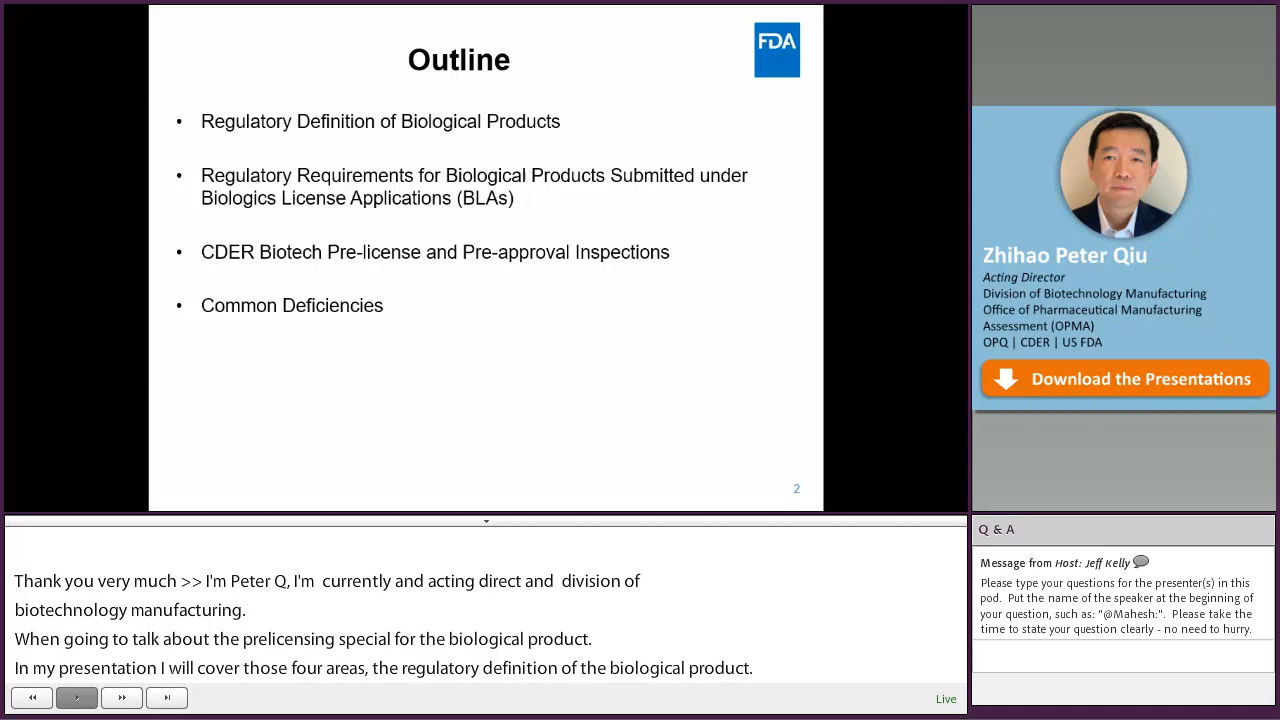 Outline
FDA
• Regulatory Definition of Biological Products
• Regulatory Requirements for Biological Products Submitted under
Biologics License Applications (BLAs)
• CDER Biotech Pre-license and Pre-approval Inspections
• Common Deficiencies
2
Zhihao Peter Qiu
Acting Director
Division of Biotechnology Manufacturing
Office of Pharmaceutical Manufacturing
Assessment (OPMA)
OPQ | CDER | US FDA
Download the Presentations
Thank you very much >> I'm Peter Q, I'm  currently and acting direct and  division of
biotechnology manufacturing.
When going to talk about the prelicensing special for the biological product.
In my presentation I will cover those four areas, the regulatory definition of the biological product.
Live
Q & A
Message from Host: Jeff Kelly
Please type your questions for the presenter(s) in this
pod.  Put the name of the speaker at the beginning of
your question, such as: "@Mahesh:".  Please take the
time to state your question clearly - no need to hurry.